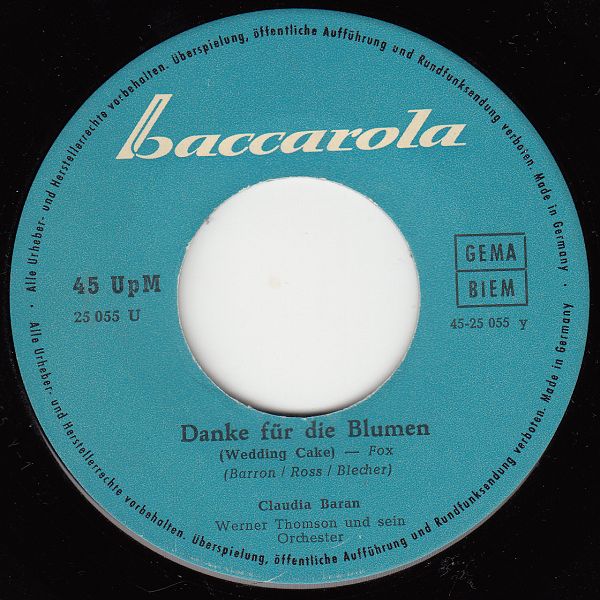 Alle Urheber- und Herstellerrechte vorbehalten. Überspielung, öffentliche Aufführung und Rundfunksendung verboten. Made in Germany
baccarola
45 UpM
25 055 U
GEMA
BIEM
45-25 055 y
Danke für die Blumen
(Wedding Cake) — Fox
(Barron / Ross / Blecher)
Claudia Baran
Werner Thomson und sein
Orchester
Alle Urheber- und Herstellerrechte vorbehalten. Überspielung, öffentliche Aufführung und Rundfunksendung verboten. Made in Germany